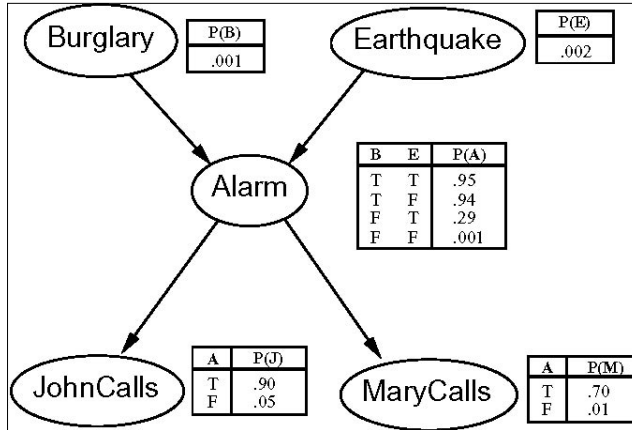 Burglary
P(B)
.001
Earthquake
P(E)
.002
Alarm
B E P(A)
T T .95
T F .94
F T .29
F F .001
JohnCalls
A P(J)
T .90
F .05
MaryCalls
A P(M)
T .70
F .01